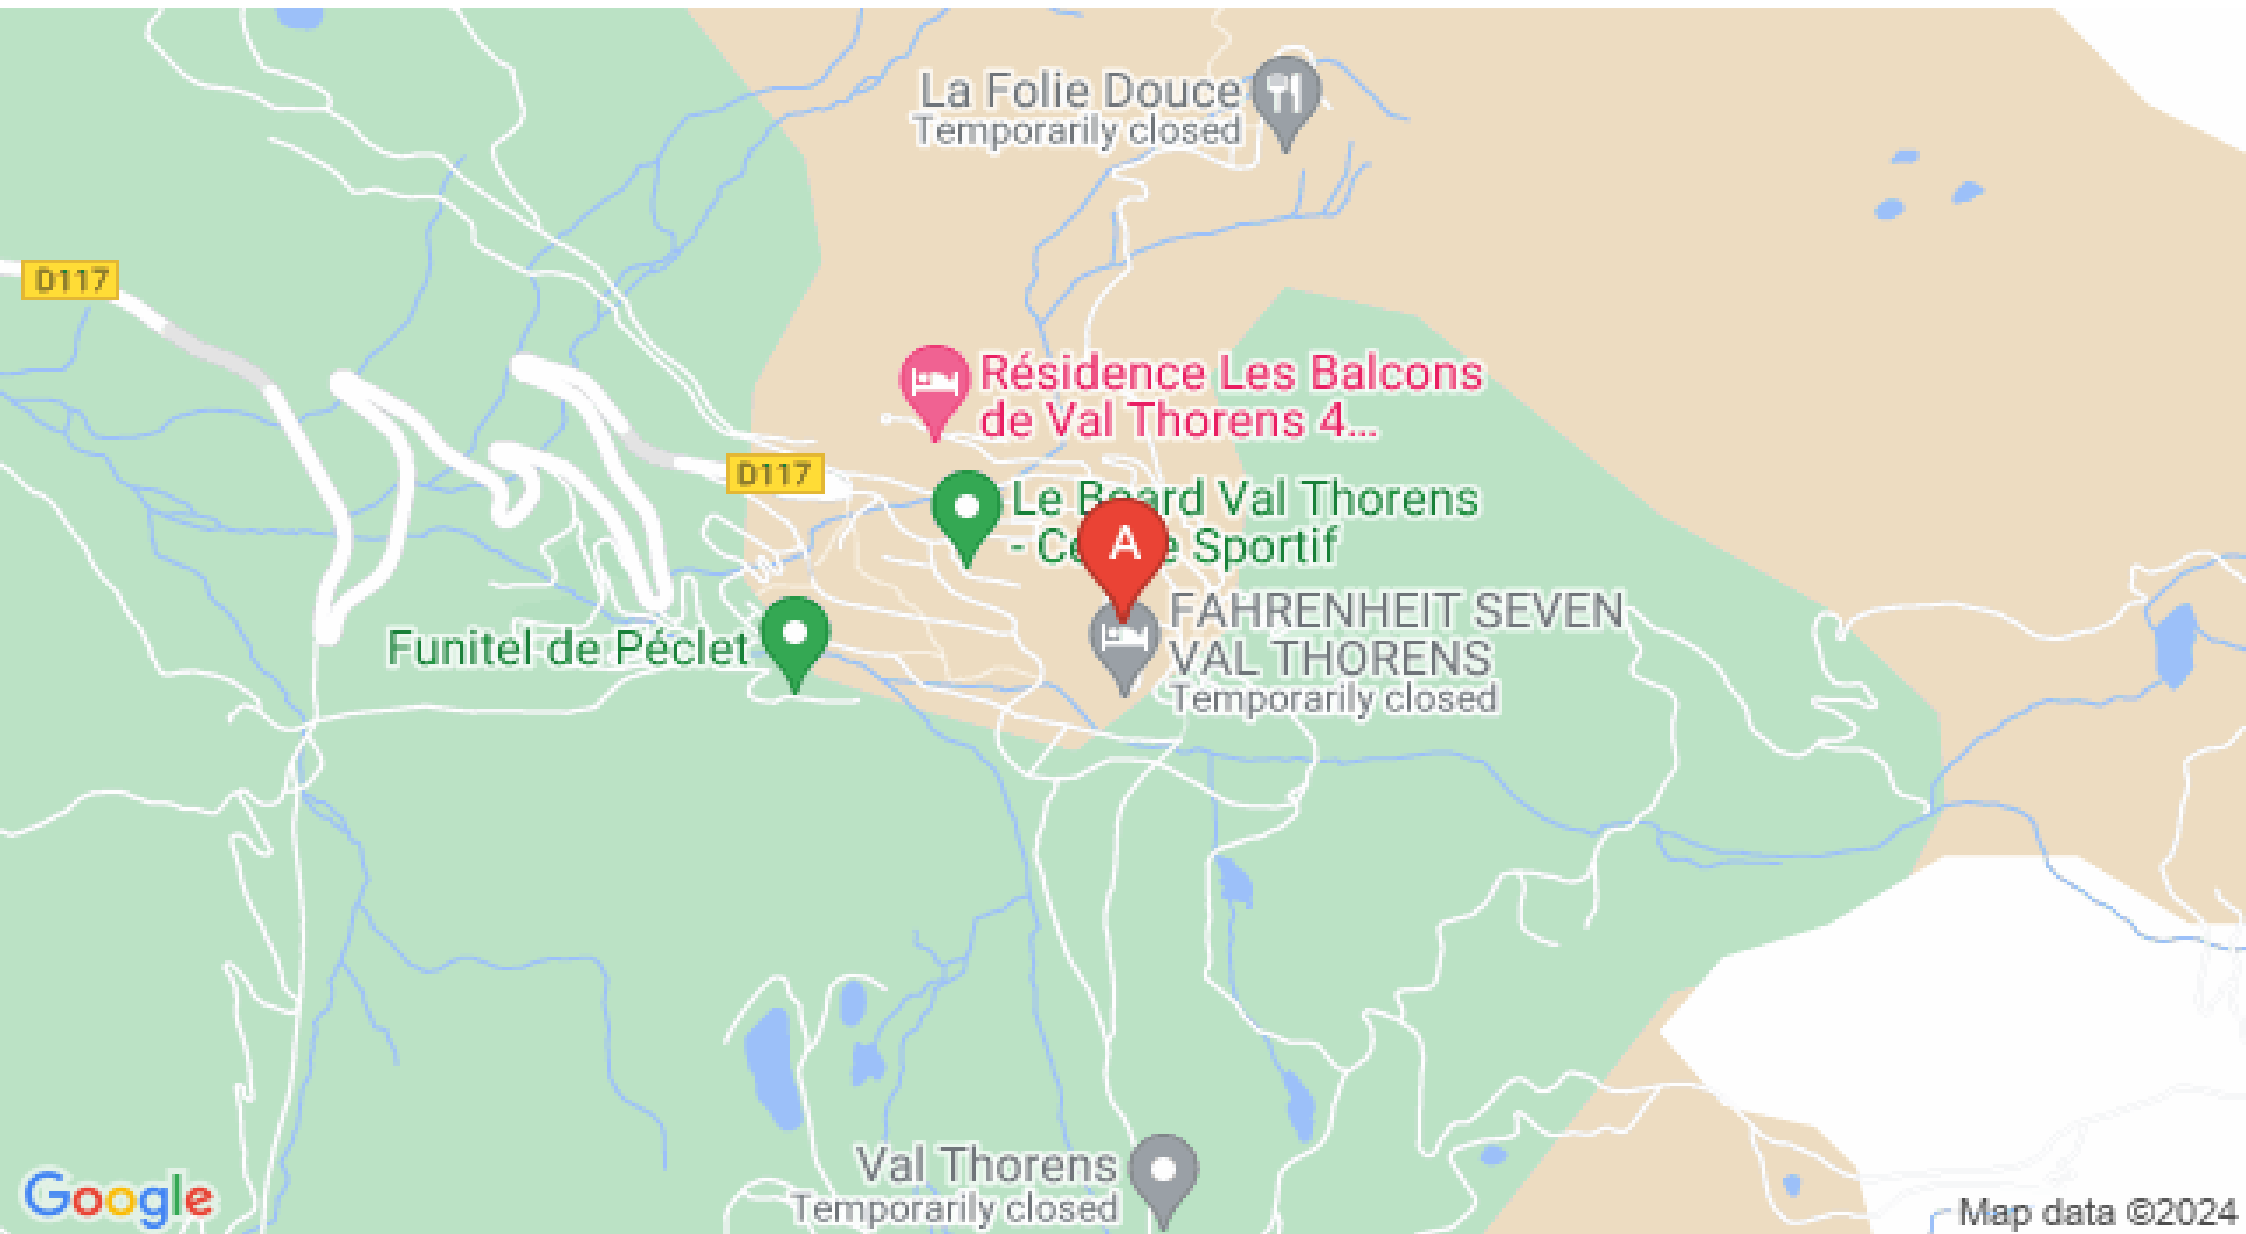 La Folie Douce
Temporarily closed
D117
Résidence Les Balcons
de Val Thorens 4...
D117
Le Board Val Thorens
- Sportif
A
FAHRENHEIT SEVEN
VAL THORENS
Temporarily closed
Funitel de Péclet
Val Thorens
Temporarily closed
Google
Map data ©2024